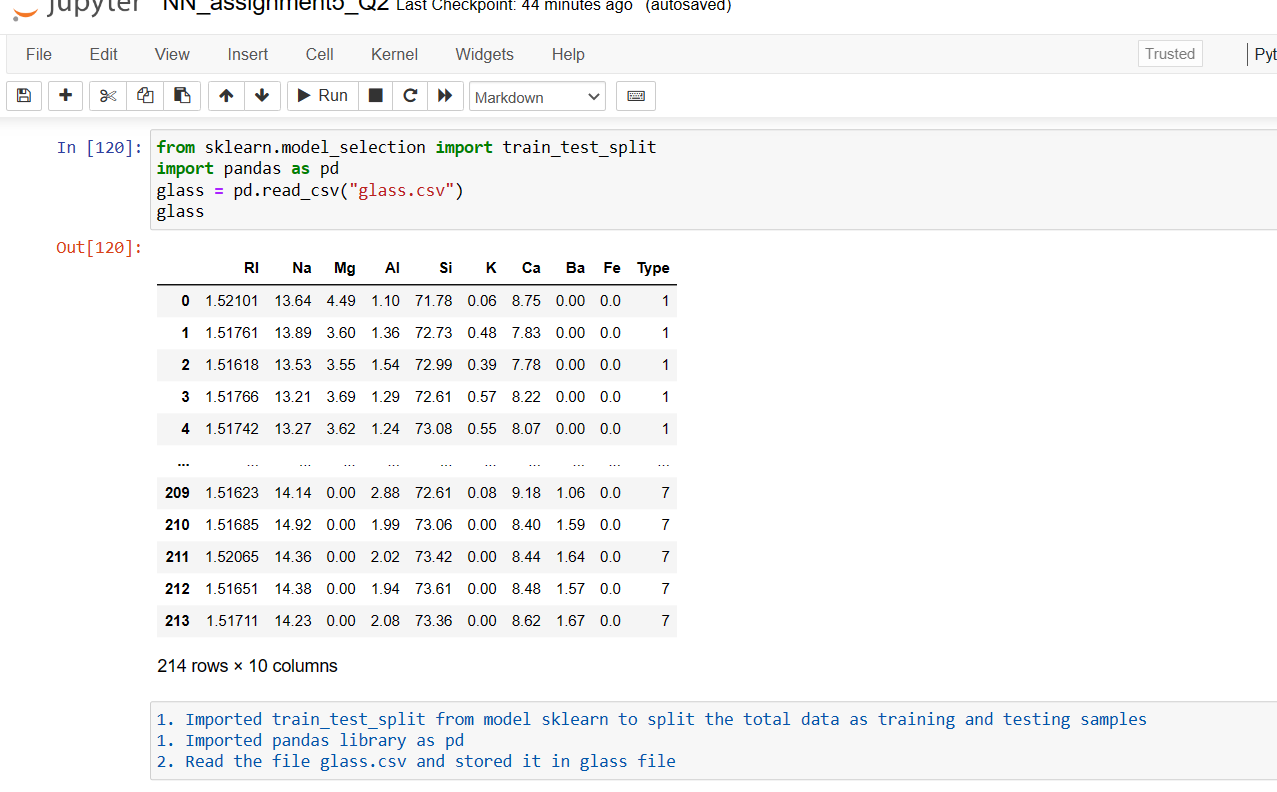 jupyter NN_assignment5_Q2 Last Checkpoint: 44 minutes ago (autosaved)
File Edit View Insert Cell Kernel Widgets Help Trusted Pyt
Run Markdown
In [120]: from sklearn.model_selection import train_test_split
import pandas as pd
glass = pd.read_csv("glass.csv")
glass
Out[120]:
RI Na Mg Al Si K Ca Ba Fe Type
0 1.52101 13.64 4.49 1.10 71.78 0.06 8.75 0.00 0.0 1
1 1.51761 13.89 3.60 1.36 72.73 0.48 7.83 0.00 0.0 1
2 1.51618 13.53 3.55 1.54 72.99 0.39 7.78 0.00 0.0 1
3 1.51766 13.21 3.69 1.29 72.61 0.57 8.22 0.00 0.0 1
4 1.51742 13.27 3.62 1.24 73.08 0.55 8.07 0.00 0.0 1
... ... ... ... ... ... ... ... ... ... ...
209 1.51623 14.14 0.00 2.88 72.61 0.08 9.18 1.06 0.0 7
210 1.51685 14.92 0.00 1.99 73.06 0.00 8.40 1.59 0.0 7
211 1.52065 14.36 0.00 2.02 73.42 0.00 8.44 1.64 0.0 7
212 1.51651 14.38 0.00 1.94 73.61 0.00 8.48 1.57 0.0 7
213 1.51711 14.23 0.00 2.08 73.36 0.00 8.62 1.67 0.0 7
214 rows × 10 columns
1. Imported train_test_split from model sklearn to split the total data as training and testing samples
1. Imported pandas library as pd
2. Read the file glass.csv and stored it in glass file